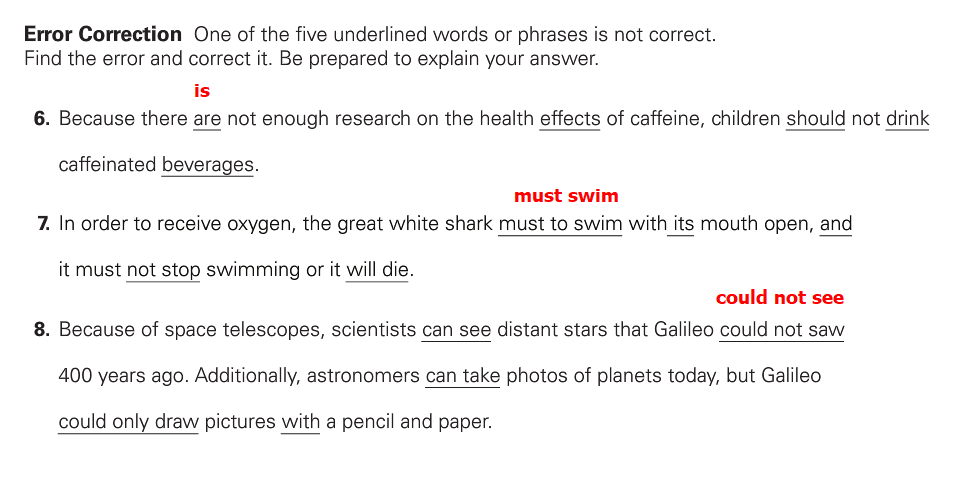 Error Correction One of the five underlined words or phrases is not correct.
Find the error and correct it. Be prepared to explain your answer.
is
6. Because there are not enough research on the health effects of caffeine, children should not drink
caffeinated beverages.
must swim
7. In order to receive oxygen, the great white shark must to swim with its mouth open, and
it must not stop swimming or it will die.
could not see
8. Because of space telescopes, scientists can see distant stars that Galileo could not saw
400 years ago. Additionally, astronomers can take photos of planets today, but Galileo
could only draw pictures with a pencil and paper.